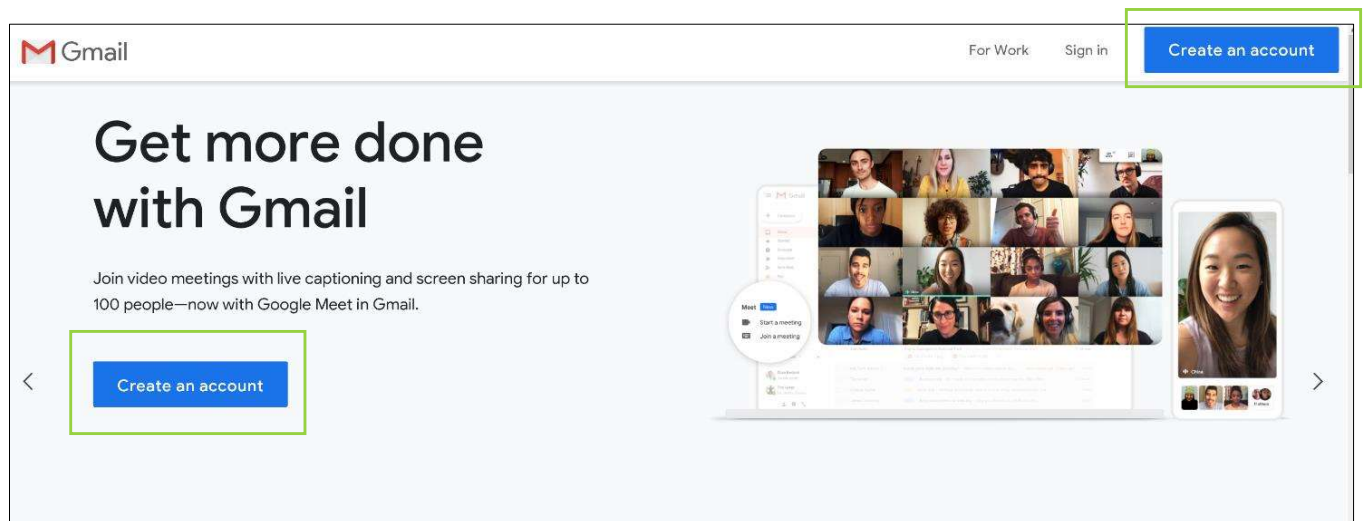 Gmail
For Work
Sign in
Create an account
Get more done
with Gmail
Join video meetings with live captioning and screen sharing for up to
100 people—now with Google Meet in Gmail.
Create an account
Gmail
Meet New
Start a meeting
Join a meeting